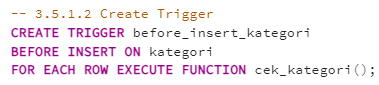 -- 3.5.1.2 Create Trigger
CREATE TRIGGER before_insert_kategori
BEFORE INSERT ON kategori
FOR EACH ROW EXECUTE FUNCTION cek_kategori();